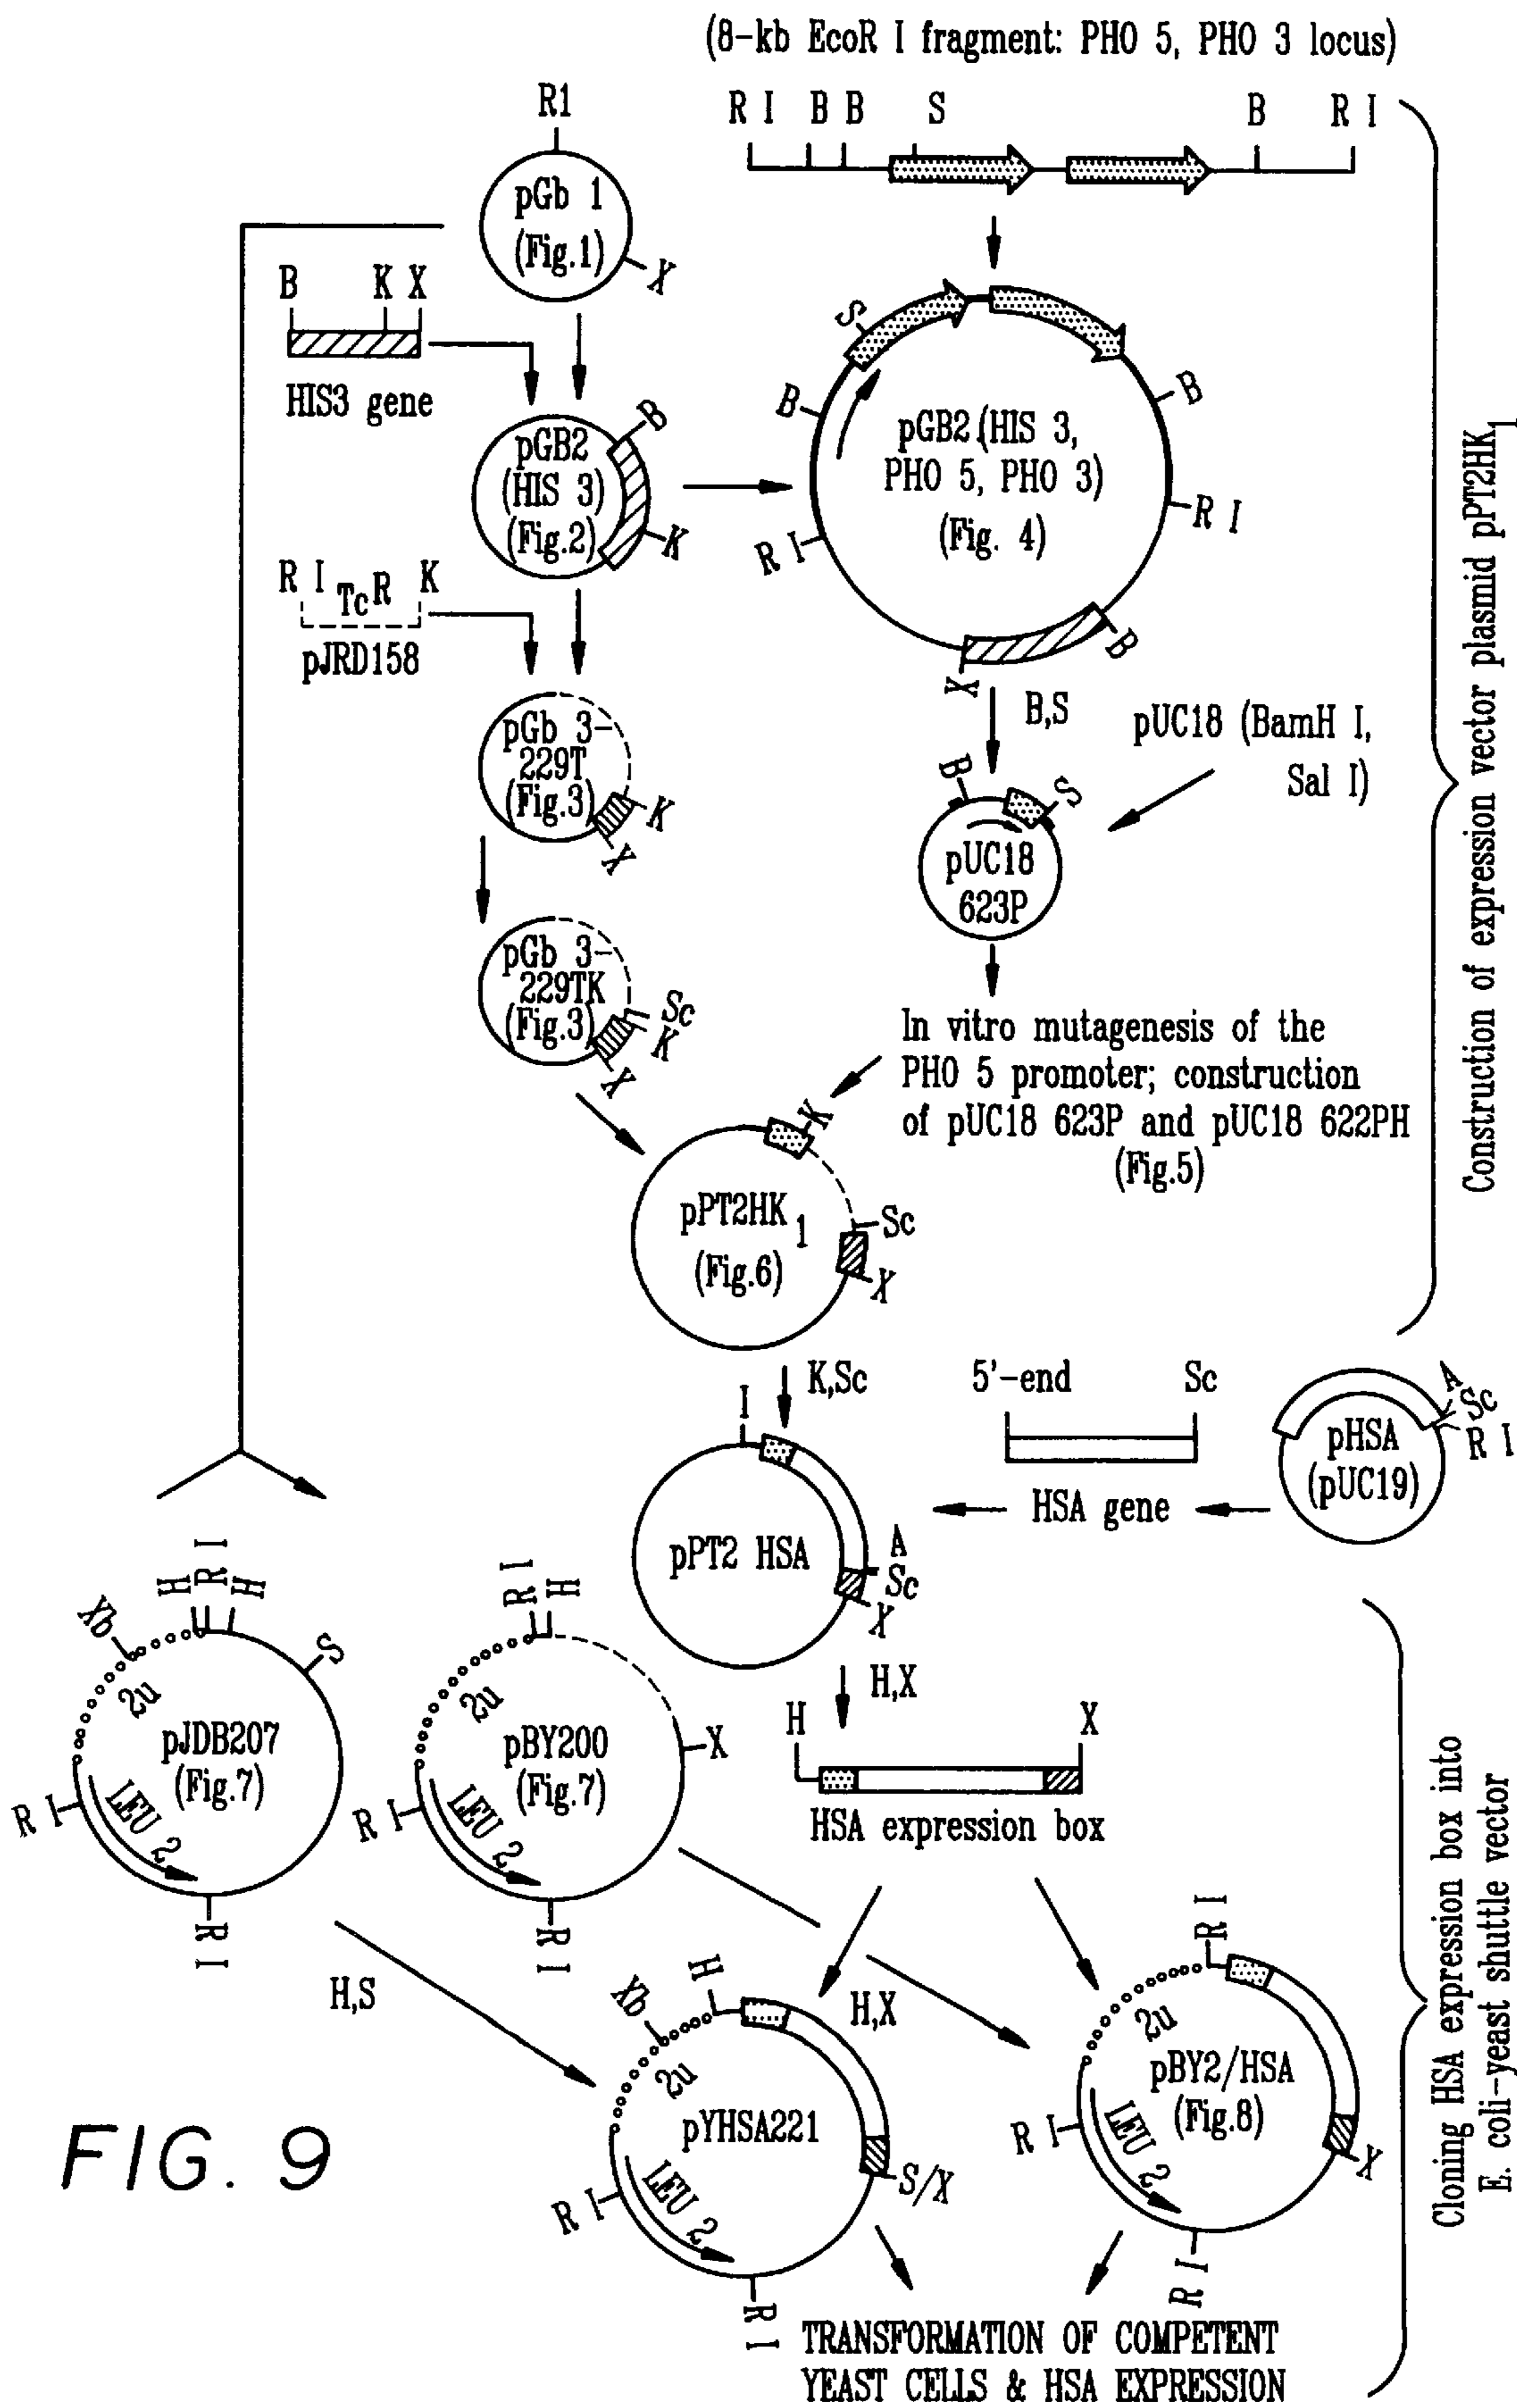 (8-kb EcoR I fragment: PHO 5, PHO 3 locus)
R1
R I B B S B R I
pGb 1
(Fig.1)
X
B K X
HIS3 gene
S
B
B
pGB2 (HIS 3,
PHO 5, PHO 3)
(Fig. 4)
R I
R I
B
X
pGB2
(HIS 3)
(Fig.2)
B
K
R I TcR K
pJRD158
B,S
pUC18 (BamH I,
Sal I)
pGb 3-
229T
(Fig.3)
K
X
B
S
pUC18
623P
pGb 3-
229TK
(Fig.3)
Sc
K
X
In vitro mutagenesis of the
PHO 5 promoter; construction
of pUC18 623P and pUC18 622PH
(Fig.5)
K
pPT2HK1
(Fig.6)
Sc
X
Construction of expression vector plasmid pPT2HK1
K,Sc
5'-end Sc
HSA gene
A
Sc
R I
pHSA
(pUC19)
I
pPT2 HSA
A
Sc
X
H,X
H X
HSA expression box
H
R I
H
Xb
S
2u
pJDB207
(Fig.7)
LEU 2
R I
R I
R I
H
2u
pBY200
(Fig.7)
X
LEU 2
R I
R I
H,S
H,X
Xb
H
2u
pYHSA221
LEU 2
S/X
R I
R I
R I
2u
pBY2/HSA
(Fig.8)
LEU 2
X
R I
R I
Cloning HSA expression box into
E. coli-yeast shuttle vector
FIG. 9
TRANSFORMATION OF COMPETENT
YEAST CELLS & HSA EXPRESSION